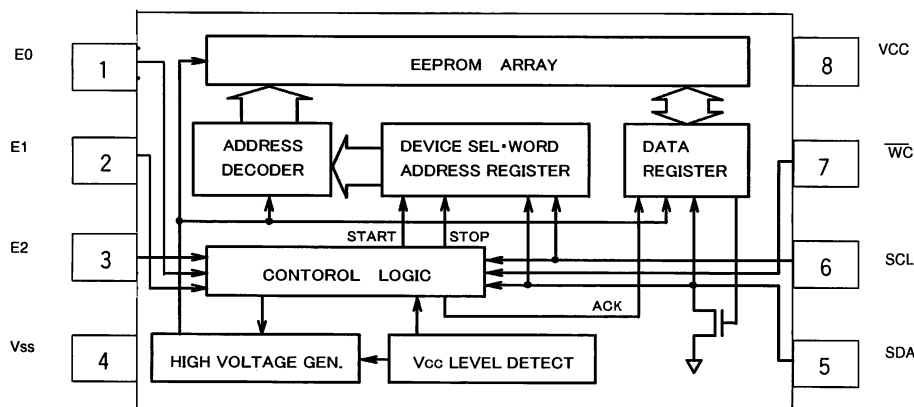 E0
1
EEPROM ARRAY
8
VCC
E1
2
ADDRESS
DECODER
DEVICE SEL・WORD
ADDRESS REGISTER
DATA
REGISTER
7
WC
START
STOP
E2
3
CONTOROL LOGIC
6
SCL
ACK
Vss
4
HIGH VOLTAGE GEN.
Vcc LEVEL DETECT
5
SDA